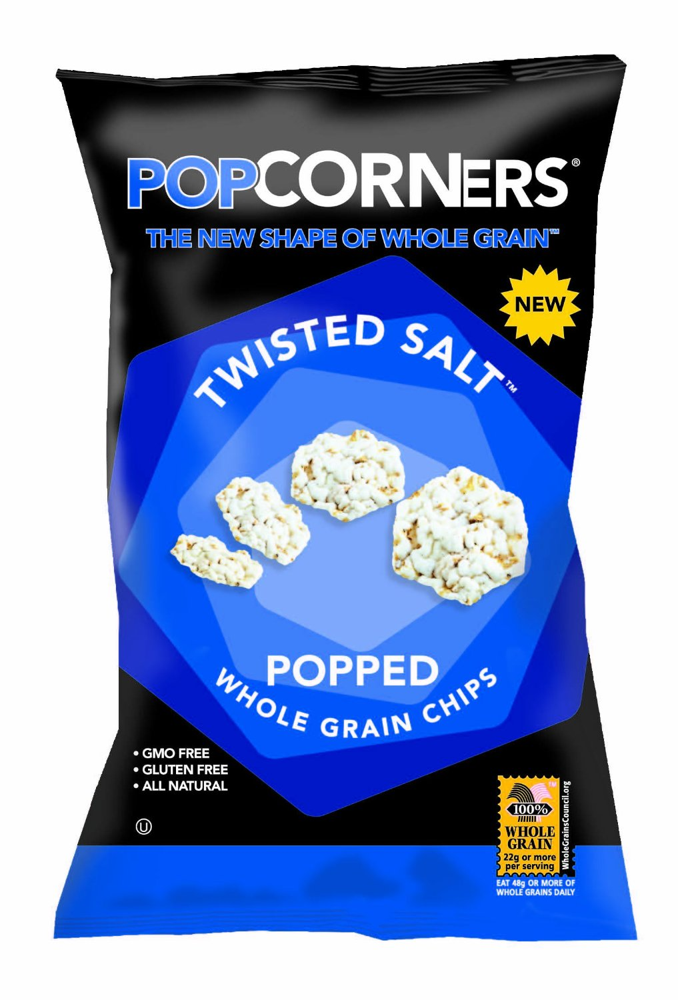 POPCORNERS®
THE NEW SHAPE OF WHOLE GRAIN™
NEW
TWISTED SALT™
POPPED
WHOLE GRAIN CHIPS
• GMO FREE
• GLUTEN FREE
• ALL NATURAL
U
TM
100%
WHOLE
GRAIN
22g or more
per serving
WholeGrainsCouncil.org
EAT 48g OR MORE OF
WHOLE GRAINS DAILY